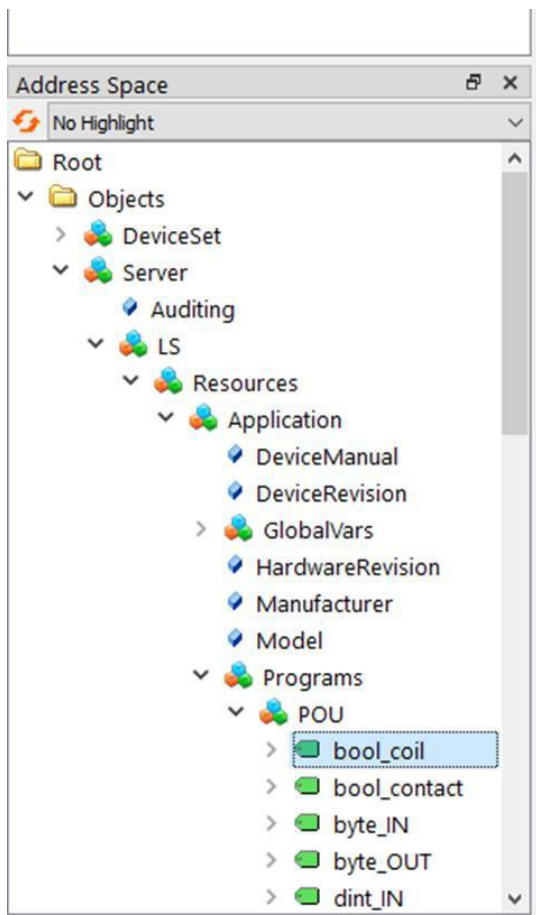 Address Space
No Highlight
Root
Objects
DeviceSet
Server
Auditing
LS
Resources
Application
DeviceManual
DeviceRevision
GlobalVars
HardwareRevision
Manufacturer
Model
Programs
POU
bool_coil
bool_contact
byte_IN
byte_OUT
dint_IN